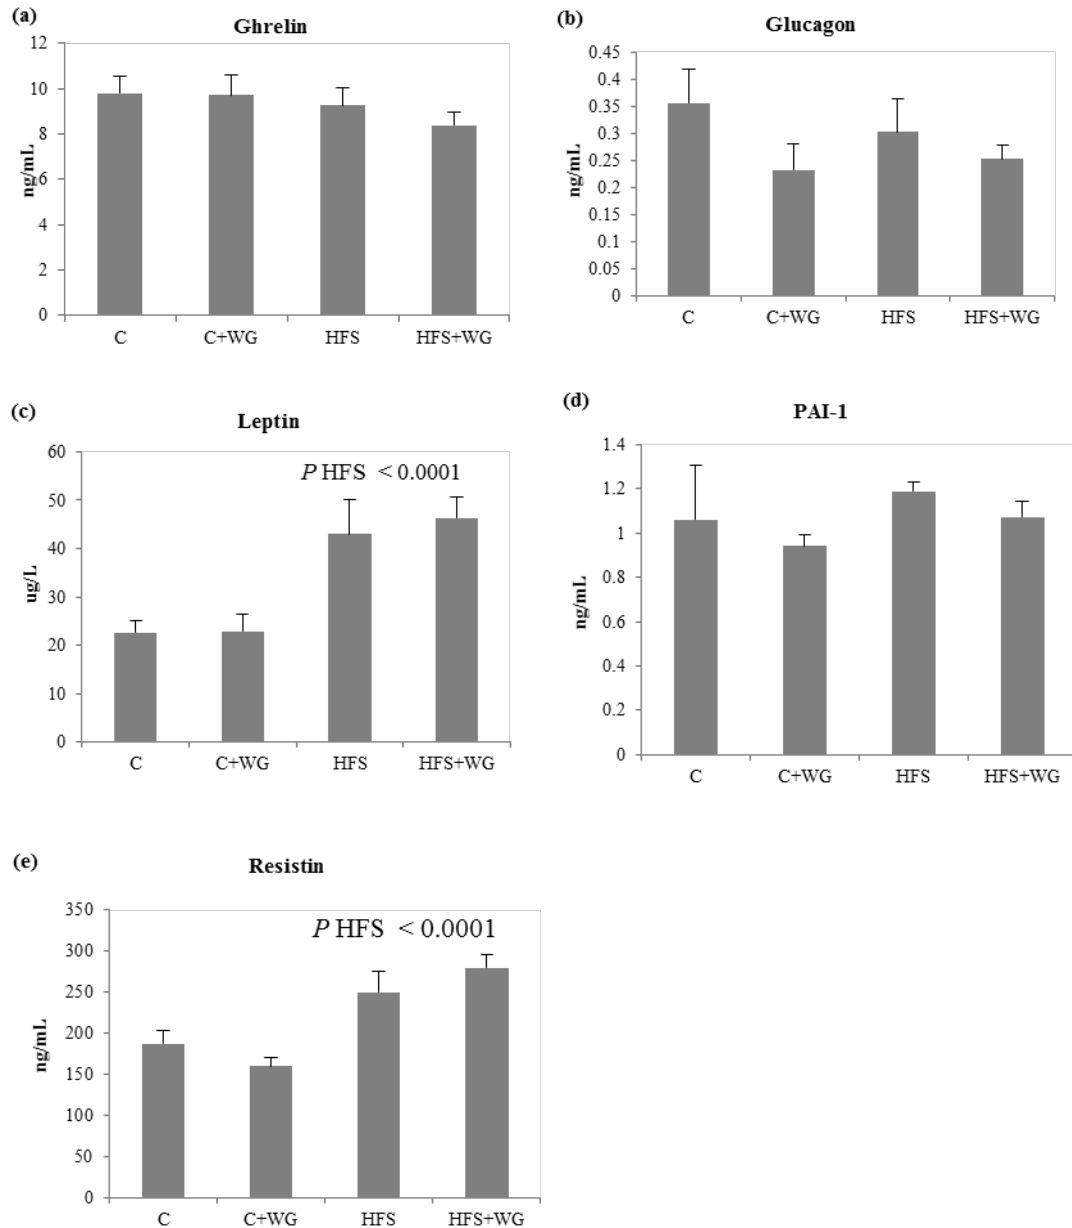 (a)
Ghrelin
12
10
8
6
4
2
0
ng/mL
C C+WG HFS HFS+WG
(b)
Glucagon
0.45
0.4
0.35
0.3
0.25
0.2
0.15
0.1
0.05
0
ng/mL
C C+WG HFS HFS+WG
(c)
Leptin
P HFS < 0.0001
60
50
40
30
20
10
0
ug/L
C C+WG HFS HFS+WG
(d)
PAI-1
1.4
1.2
1
0.8
0.6
0.4
0.2
0
ng/mL
C C+WG HFS HFS+WG
(e)
Resistin
P HFS < 0.0001
350
300
250
200
150
100
50
0
ng/mL
C C+WG HFS HFS+WG